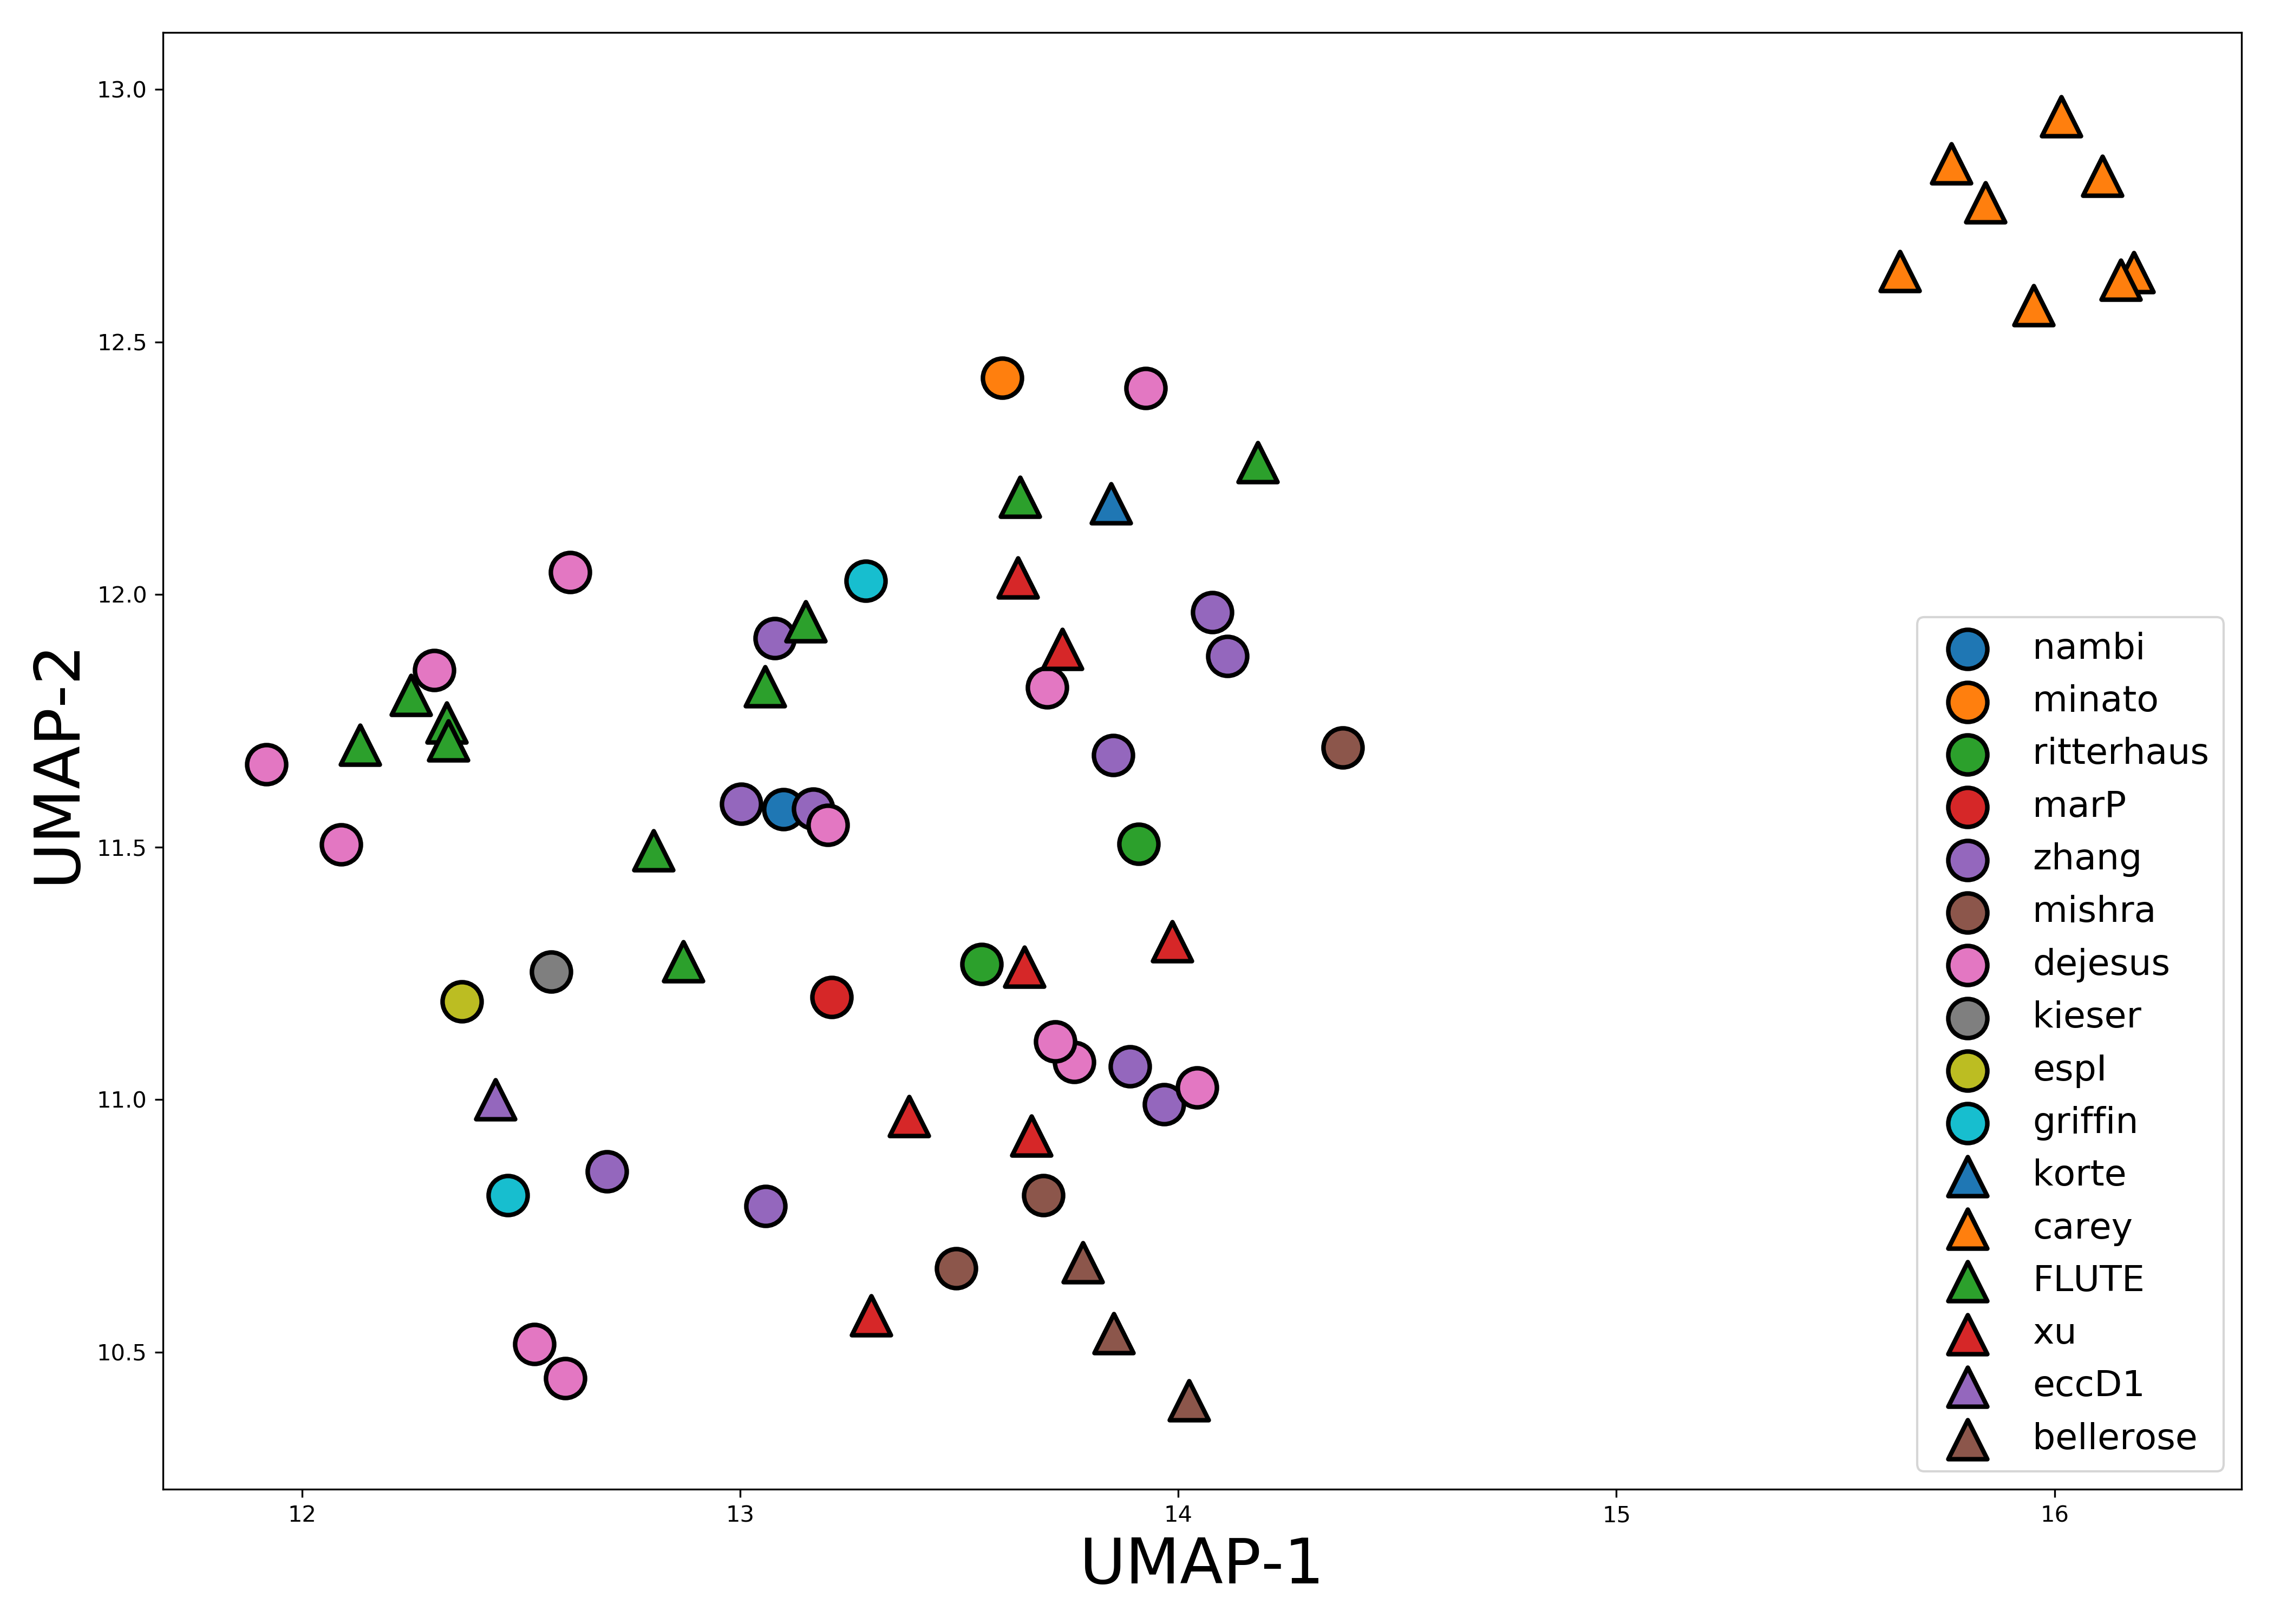 13.0
12.5
12.0
11.5
11.0
10.5
UMAP-2
12
13
14
15
16
UMAP-1
nambi
minato
ritterhaus
marP
zhang
mishra
dejesus
kieser
espI
griffin
korte
carey
FLUTE
xu
eccD1
bellerose